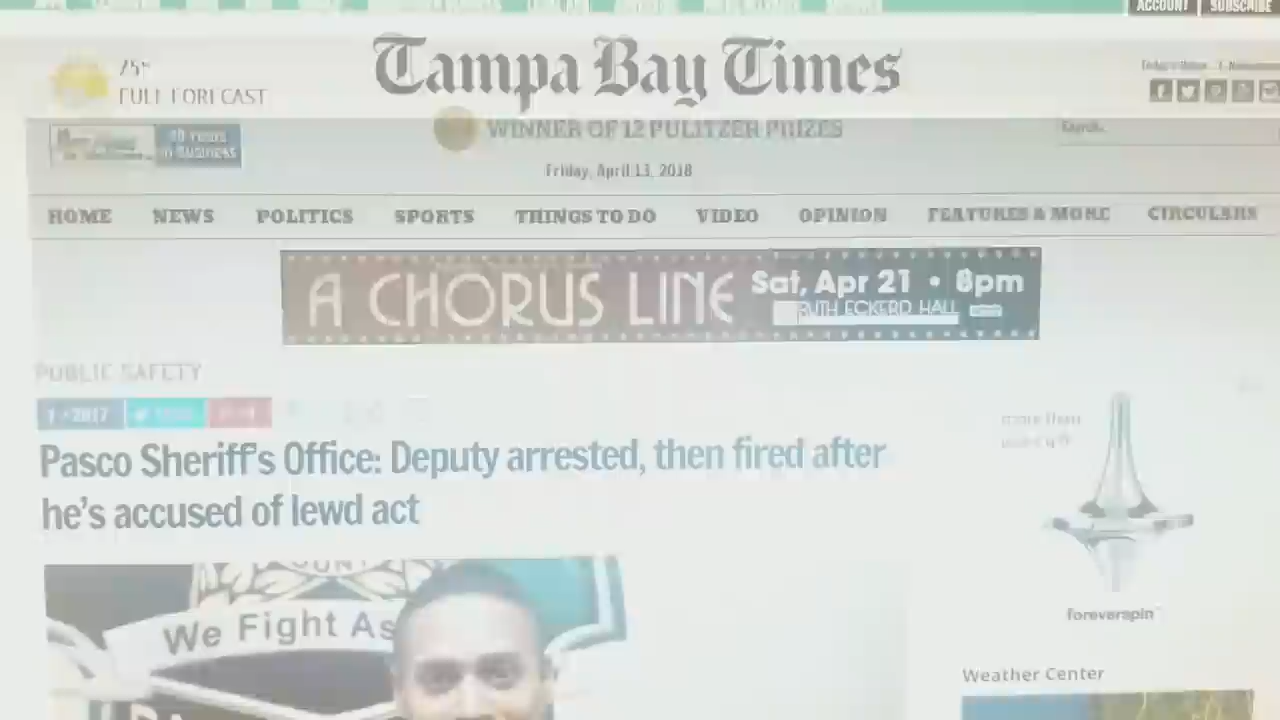 ACCOUNT SUBSCRIBE
75°
FULL FORECAST
Tampa Bay Times
WINNER OF 12 PULITZER PRIZES
Search
Friday, April 13, 2018
HOME NEWS POLITICS SPORTS THINGS TO DO VIDEO OPINION FEATURES & MORE CIRCULARS
A CHORUS LINE
Sat, Apr 21 • 8pm
RUTH ECKERD HALL
PUBLIC SAFETY
Pasco Sheriff's Office: Deputy arrested, then fired after
he's accused of lewd act
We Fight As
foreverspin
Weather Center